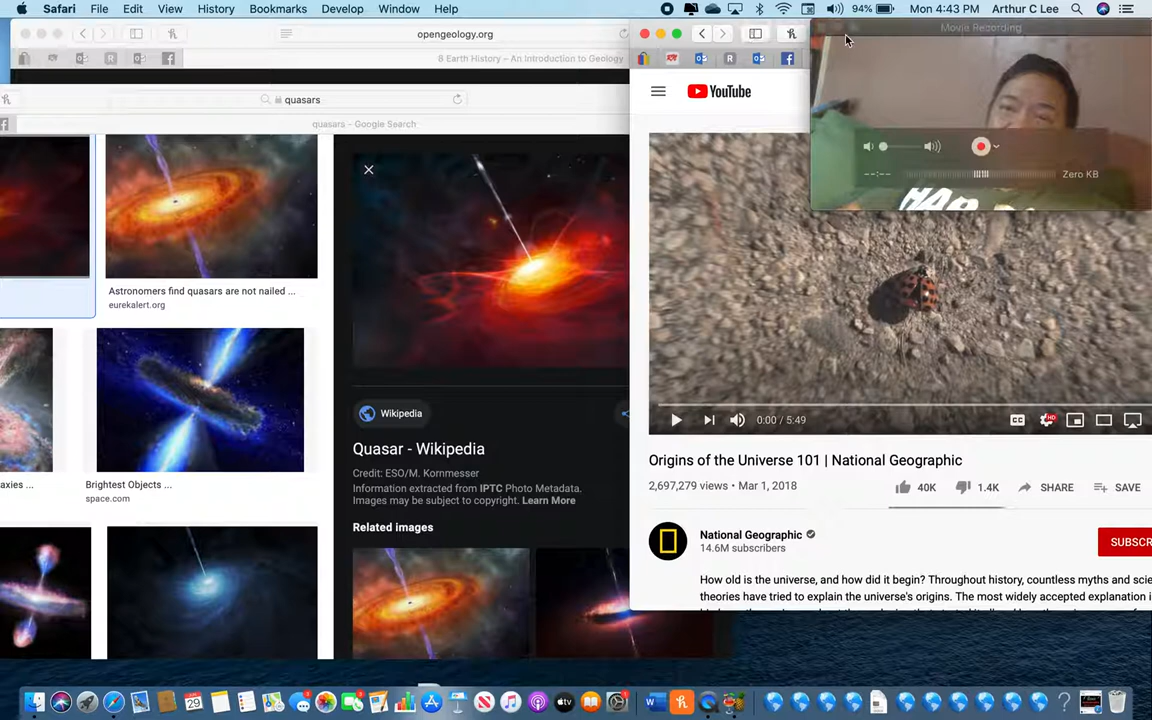 Safari File Edit View History Bookmarks Develop Window Help 94% Mon 4:43 PM Arthur C Lee
opengeology.org
8 Earth History – An Introduction to Geology
quasars
quasars - Google Search
Astronomers find quasars are not nailed ...
eurekalert.org
axies ...
Brightest Objects ...
space.com
Wikipedia
Quasar - Wikipedia
Credit: ESO/M. Kornmesser
Information extracted from IPTC Photo Metadata.
Images may be subject to copyright. Learn More
Related images
Movie Recording
--:--
Zero KB
YouTube
0:00 / 5:49
CC
HD
Origins of the Universe 101 | National Geographic
2,697,279 views • Mar 1, 2018
40K 1.4K SHARE SAVE
National Geographic
14.6M subscribers
SUBSCR
How old is the universe, and how did it begin? Throughout history, countless myths and scie
theories have tried to explain the universe's origins. The most widely accepted explanation i
JUN
29